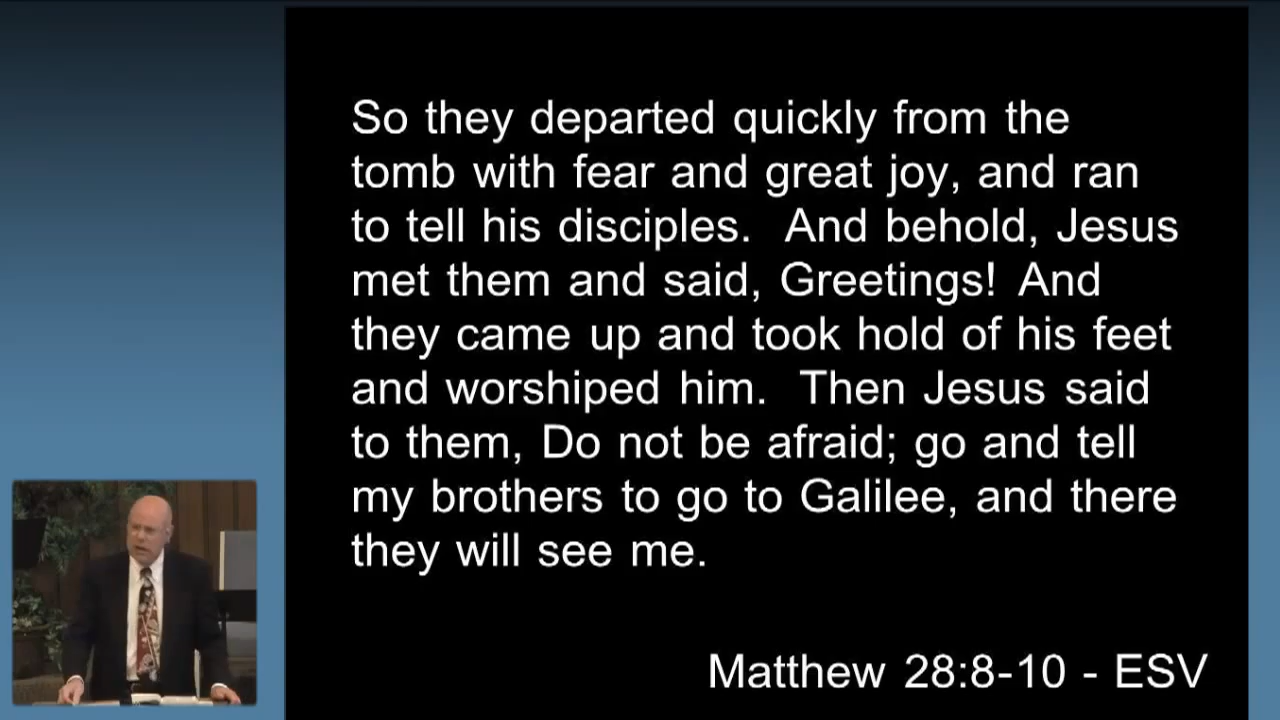 So they departed quickly from the
tomb with fear and great joy, and ran
to tell his disciples.  And behold, Jesus
met them and said, Greetings!  And
they came up and took hold of his feet
and worshiped him.  Then Jesus said
to them, Do not be afraid; go and tell
my brothers to go to Galilee, and there
they will see me.
Matthew 28:8-10 - ESV